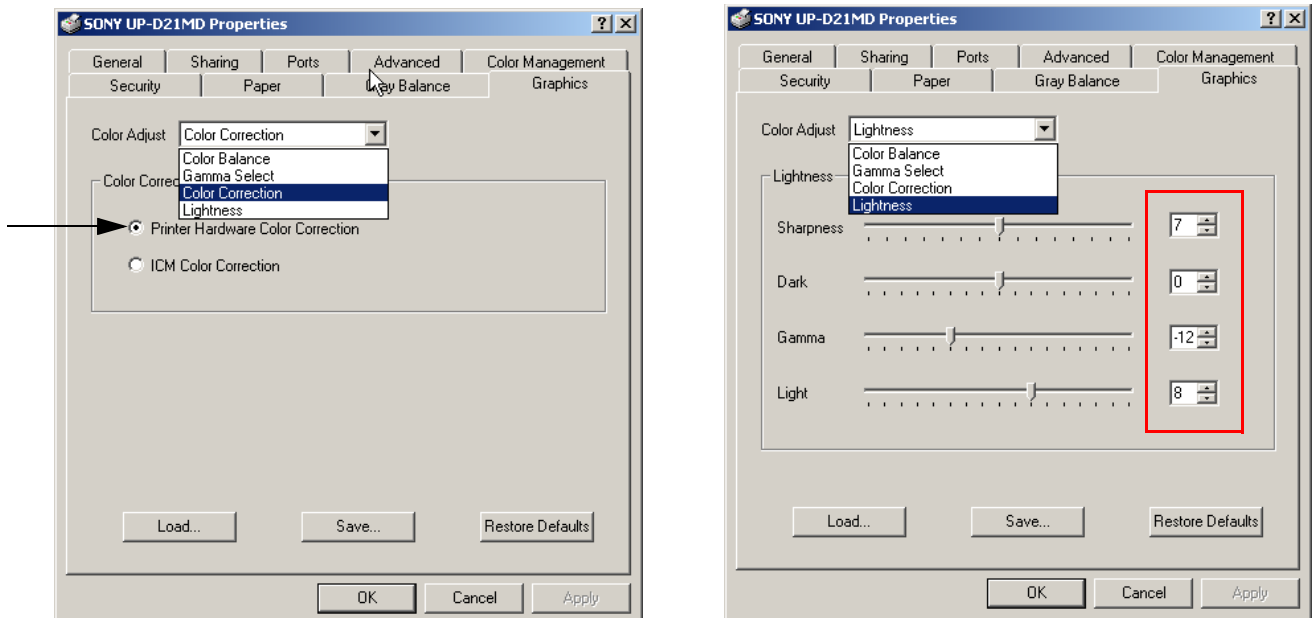 SONY UP-D21MD Properties
General Sharing Ports Advanced Color Management
Security Paper Gray Balance Graphics
Color Adjust Color Correction
Color Balance
Gamma Select
Color Correction
Lightness
Color Correc
Printer Hardware Color Correction
ICM Color Correction
Load... Save... Restore Defaults
OK Cancel Apply
SONY UP-D21MD Properties
General Sharing Ports Advanced Color Management
Security Paper Gray Balance Graphics
Color Adjust Lightness
Color Balance
Gamma Select
Color Correction
Lightness
Lightness
Sharpness 7
Dark 0
Gamma -12
Light 8
Load... Save... Restore Defaults
OK Cancel Apply